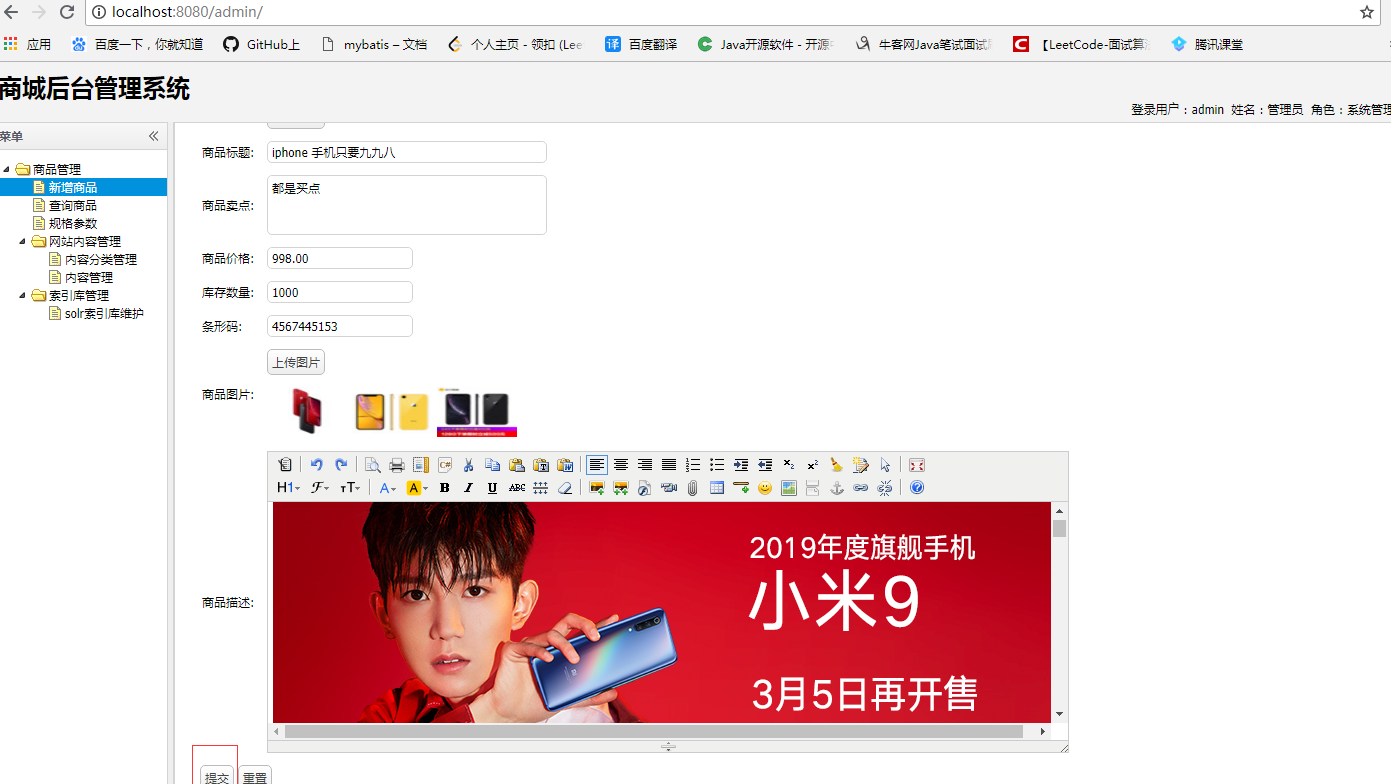 localhost:8080/admin/
应用 百度一下，你就知道 GitHub上 mybatis – 文档 个人主页 - 领扣 (Lee 百度翻译 Java开源软件 - 开源 牛客网Java笔试面试 【LeetCode-面试算 腾讯课堂
商城后台管理系统
登录用户：admin 姓名：管理员 角色：系统管理
菜单
商品管理
新增商品
查询商品
规格参数
网站内容管理
内容分类管理
内容管理
索引库管理
solr索引库维护
商品标题: iphone 手机只要九九八
商品卖点: 都是买点
商品价格: 998.00
库存数量: 1000
条形码: 4567445153
上传图片
商品图片:
商品描述:
2019年度旗舰手机
小米9
3月5日再开售
提交 重置